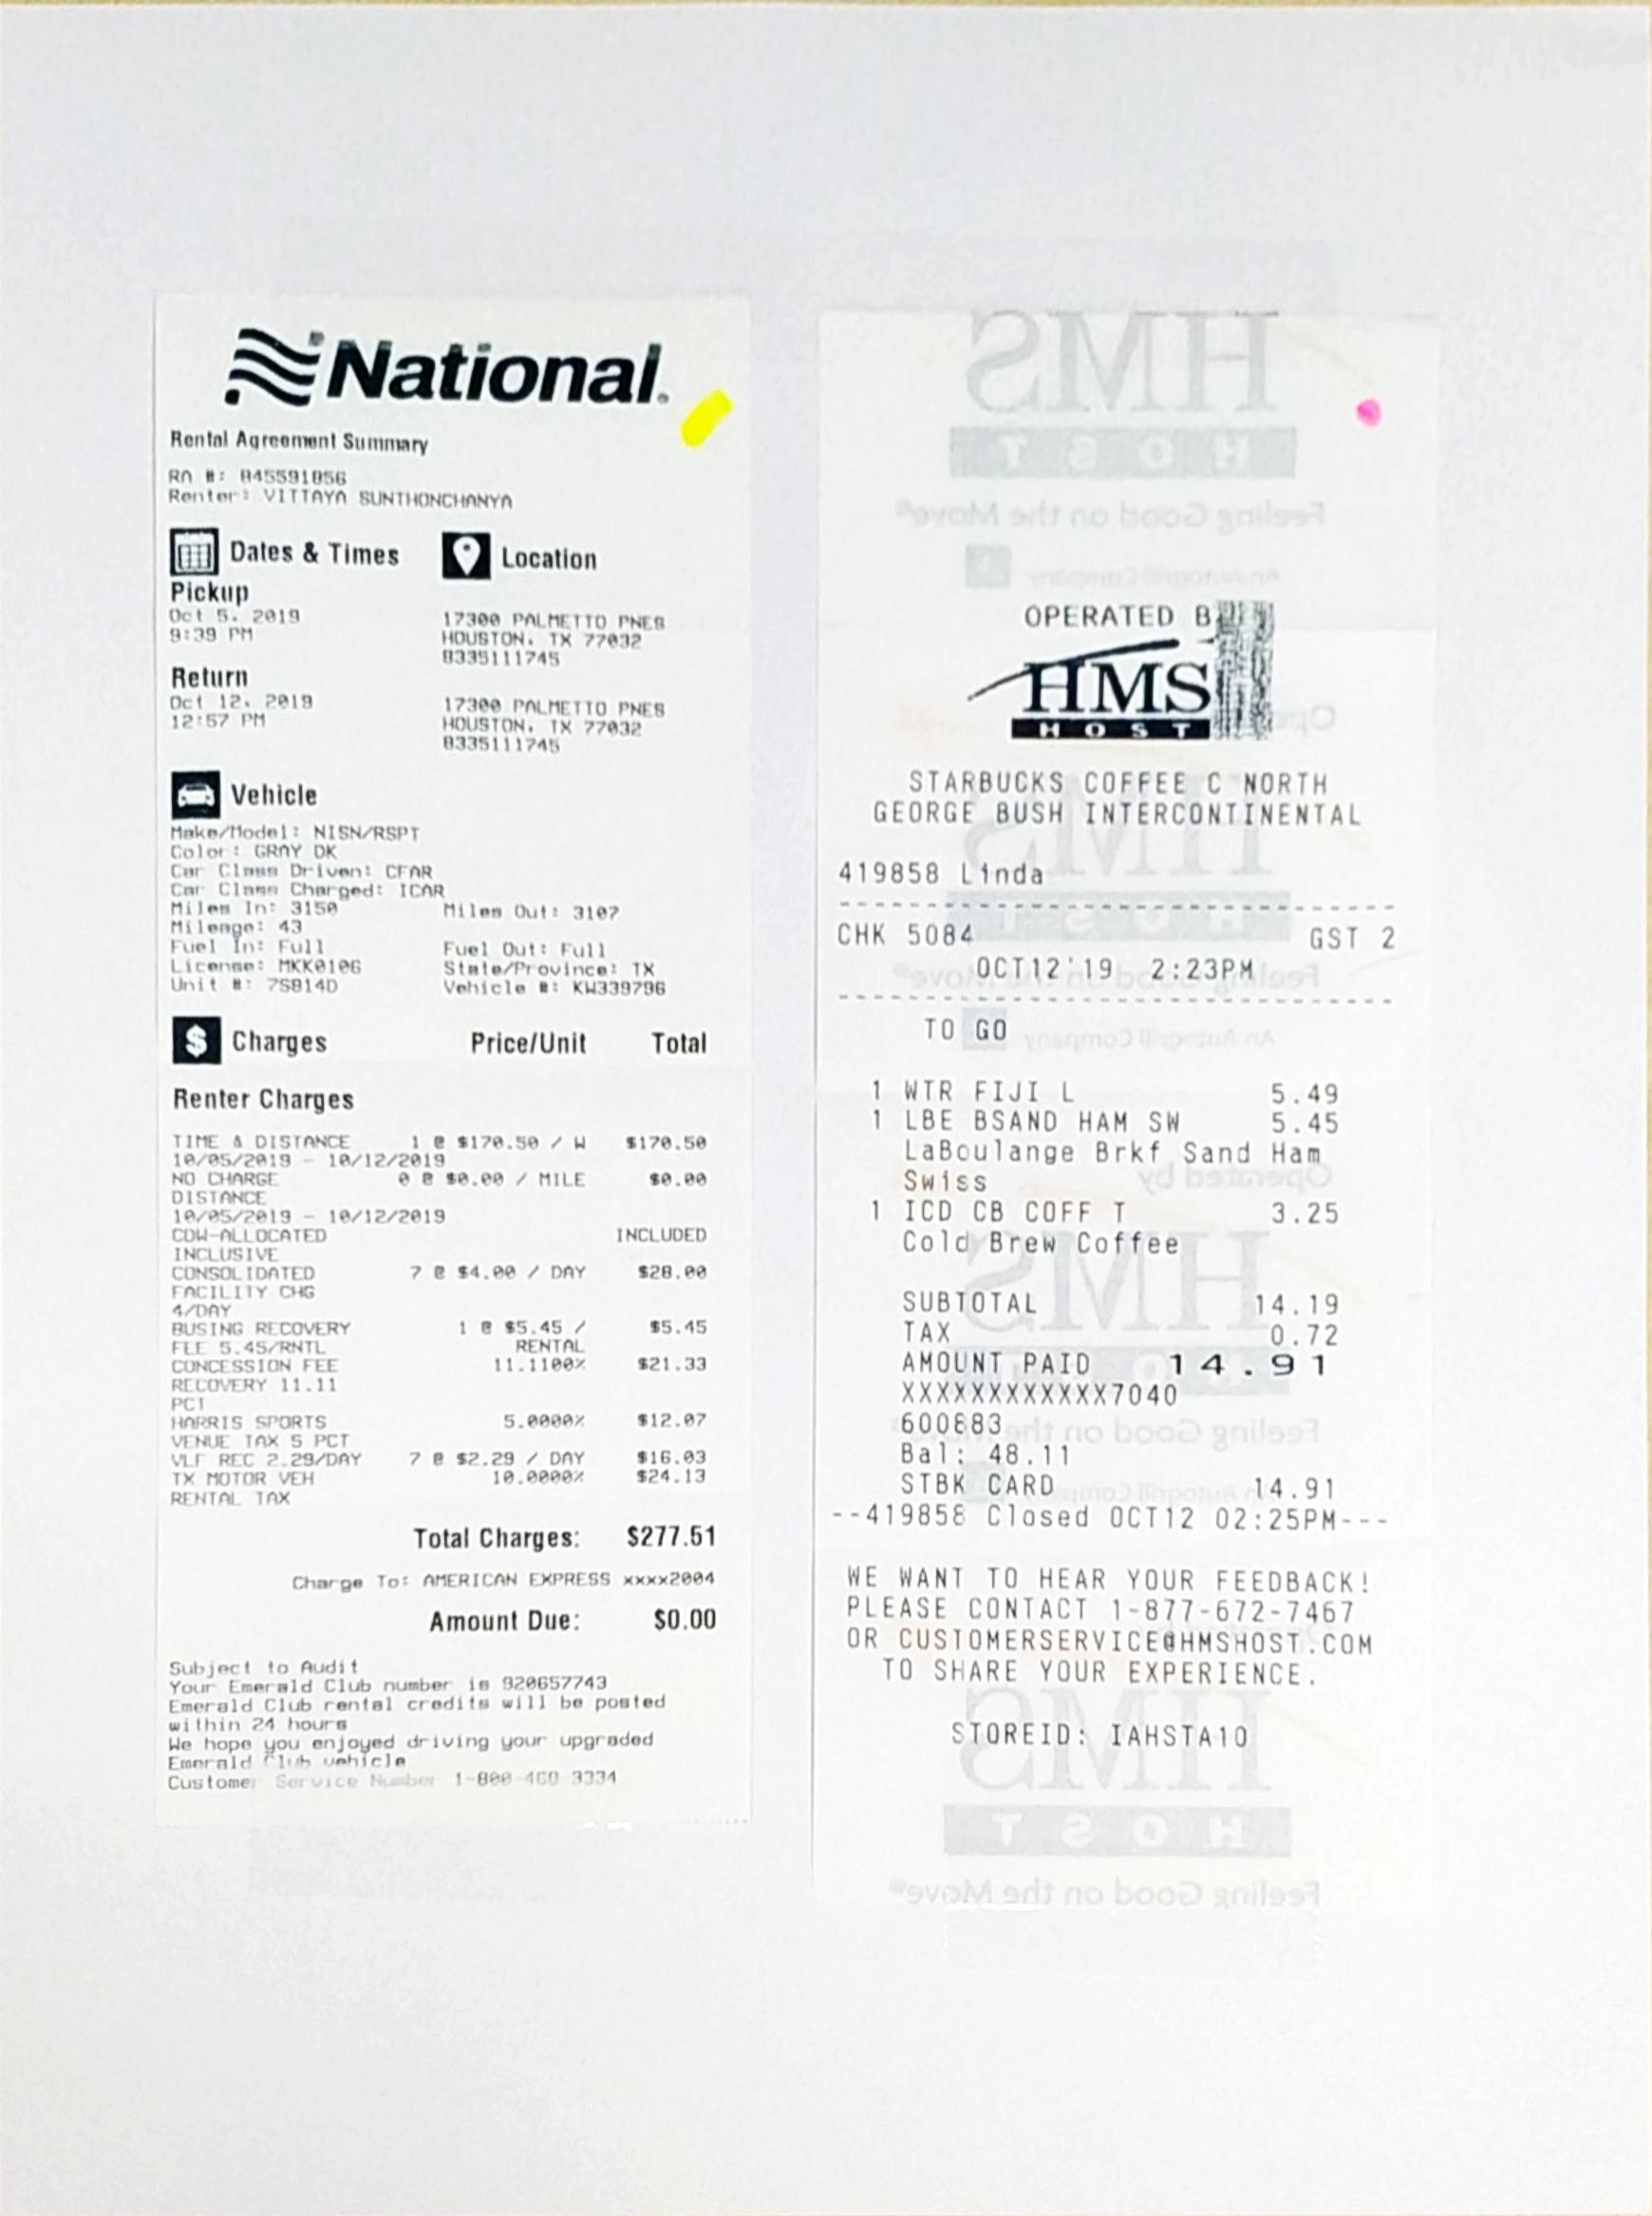 National.
Rental Agreement Summary
RA #: 845591856
Renter: VITTAYA SUNTHONCHANYA
Dates & Times Location
Pickup
Oct 5, 2019 17300 PALMETTO PNES
9:39 PM HOUSTON, TX 77032
8335111745
Return
Oct 12, 2019 17300 PALMETTO PNES
12:57 PM HOUSTON, TX 77032
8335111745
Vehicle
Make/Model: NISN/RSPT
Color: GRAY DK
Car Class Driven: CFAR
Car Class Charged: ICAR
Miles In: 3150 Miles Out: 3107
Mileage: 43
Fuel In: Full Fuel Out: Full
License: MKK0106 State/Province: TX
Unit #: 7S814D Vehicle #: KW339796
$ Charges Price/Unit Total
Renter Charges
TIME & DISTANCE 1 @ $170.50 / W $170.50
10/05/2019 - 10/12/2019
NO CHARGE 0 @ $0.00 / MILE $0.00
DISTANCE
10/05/2019 - 10/12/2019
CDW-ALLOCATED INCLUDED
INCLUSIVE
CONSOLIDATED 7 @ $4.00 / DAY $28.00
FACILITY CHG
4/DAY
BUSING RECOVERY 1 @ $5.45 / $5.45
FEE 5.45/RNTL RENTAL
CONCESSION FEE 11.1100% $21.33
RECOVERY 11.11
PCT
HARRIS SPORTS 5.0000% $12.07
VENUE TAX 5 PCT
VLF REC 2.29/DAY 7 @ $2.29 / DAY $16.03
TX MOTOR VEH 10.0000% $24.13
RENTAL TAX
Total Charges: $277.51
Charge To: AMERICAN EXPRESS xxxx2004
Amount Due: $0.00
Subject to Audit
Your Emerald Club number is 920657743
Emerald Club rental credits will be posted
within 24 hours
We hope you enjoyed driving your upgraded
Emerald Club vehicle
Customer Service Number 1-800-468-3334
OPERATED B
HMS
HOST
STARBUCKS COFFEE C NORTH
GEORGE BUSH INTERCONTINENTAL
419858 Linda
CHK 5084 GST 2
OCT12'19 2:23PM
TO GO
1 WTR FIJI L 5.49
1 LBE BSAND HAM SW 5.45
LaBoulange Brkf Sand Ham
Swiss
1 ICD CB COFF T 3.25
Cold Brew Coffee
SUBTOTAL 14.19
TAX 0.72
AMOUNT PAID 14.91
XXXXXXXXXXXX7040
600883
Bal: 48.11
STBK CARD 14.91
--419858 Closed OCT12 02:25PM---
WE WANT TO HEAR YOUR FEEDBACK!
PLEASE CONTACT 1-877-672-7467
OR CUSTOMERSERVICE@HMSHOST.COM
TO SHARE YOUR EXPERIENCE.
STOREID: IAHSTA10